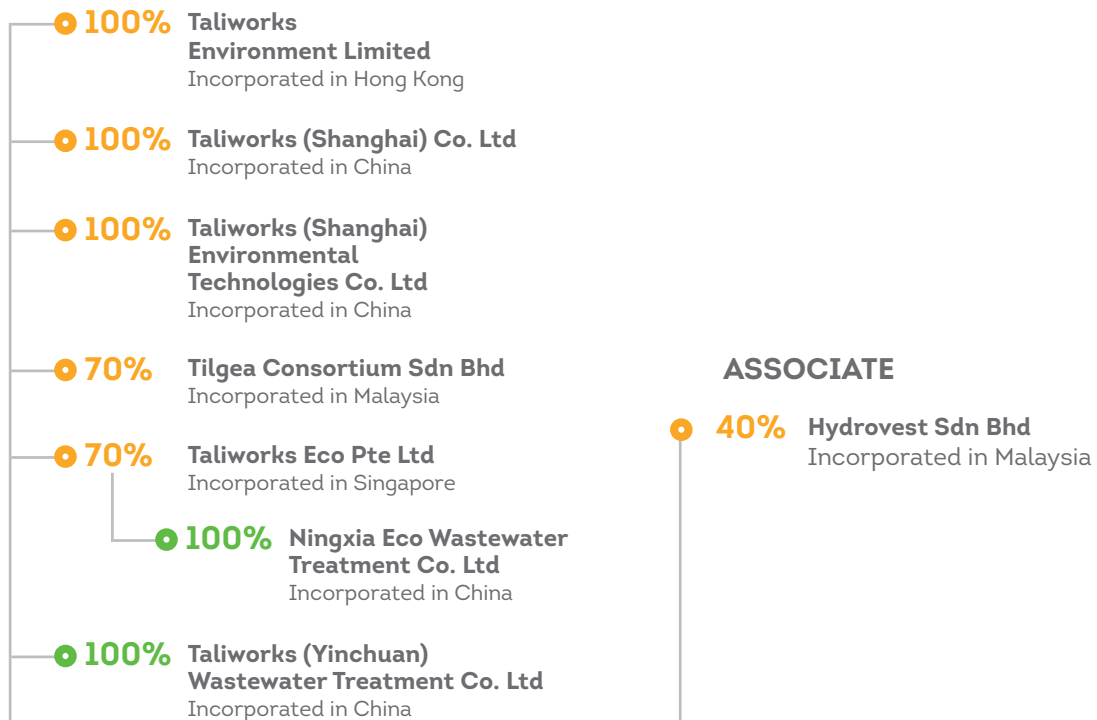 100% Taliworks
Environment Limited
Incorporated in Hong Kong
100% Taliworks (Shanghai) Co. Ltd
Incorporated in China
100% Taliworks (Shanghai)
Environmental
Technologies Co. Ltd
Incorporated in China
70% Tilgea Consortium Sdn Bhd
Incorporated in Malaysia
70% Taliworks Eco Pte Ltd
Incorporated in Singapore
100% Ningxia Eco Wastewater
Treatment Co. Ltd
Incorporated in China
100% Taliworks (Yinchuan)
Wastewater Treatment Co. Ltd
Incorporated in China
ASSOCIATE
40% Hydrovest Sdn Bhd
Incorporated in Malaysia